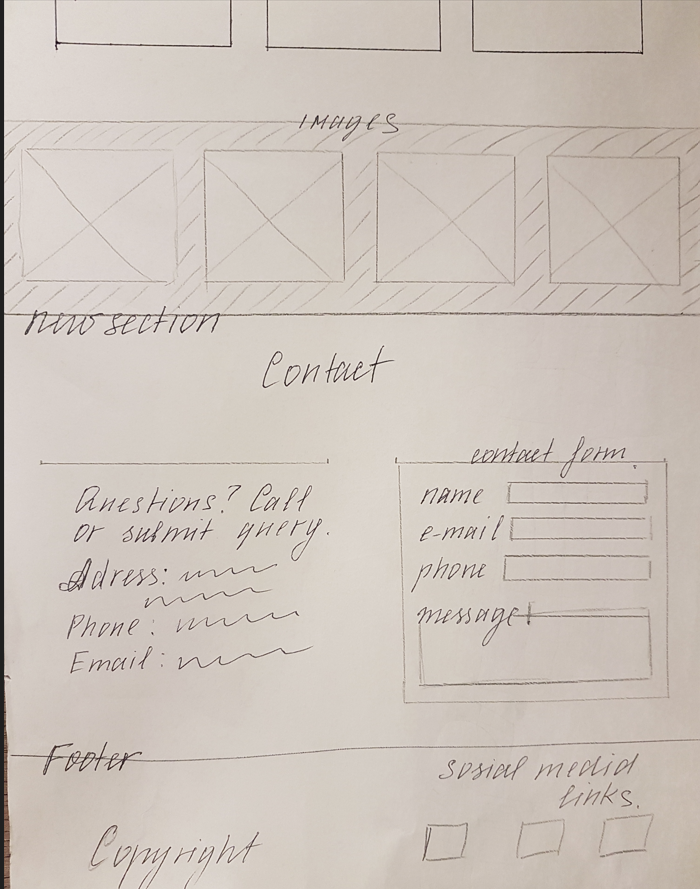 Images
new section
Contact
Questions? Call
or submit query.
Adress:
Phone:
Email:
contact form
name
e-mail
phone
message
Footer
sosial media
links.
Copyright